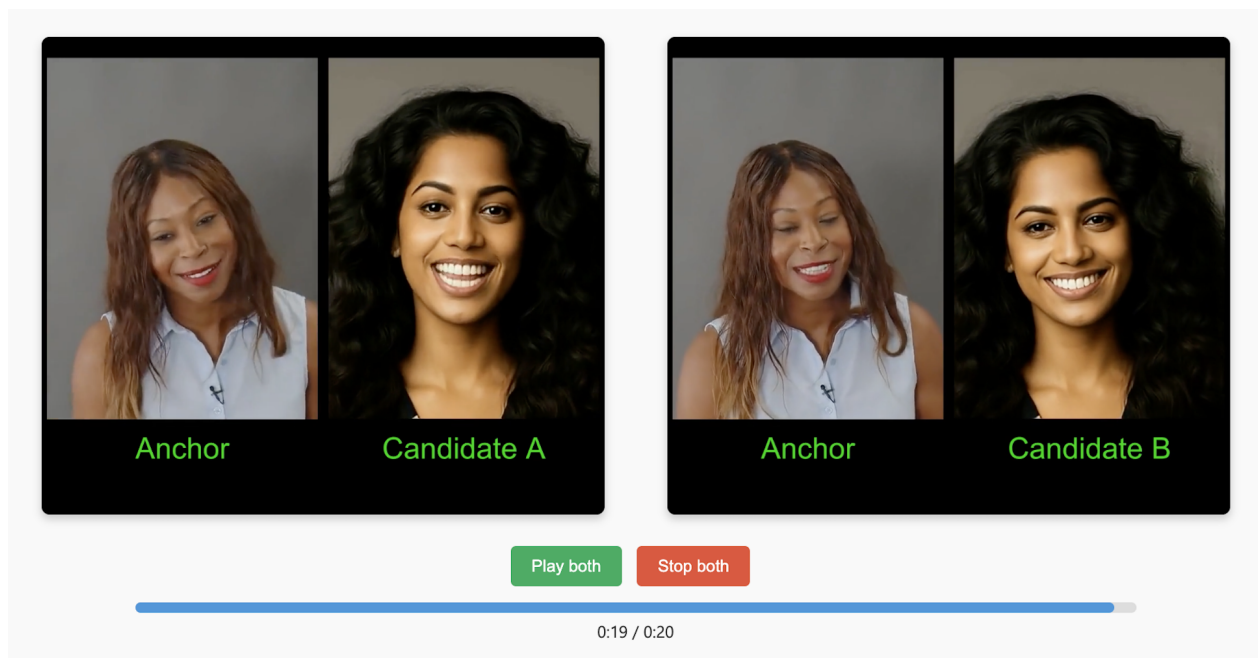 Anchor Candidate A
Anchor Candidate B
Play both
Stop both
0:19 / 0:20